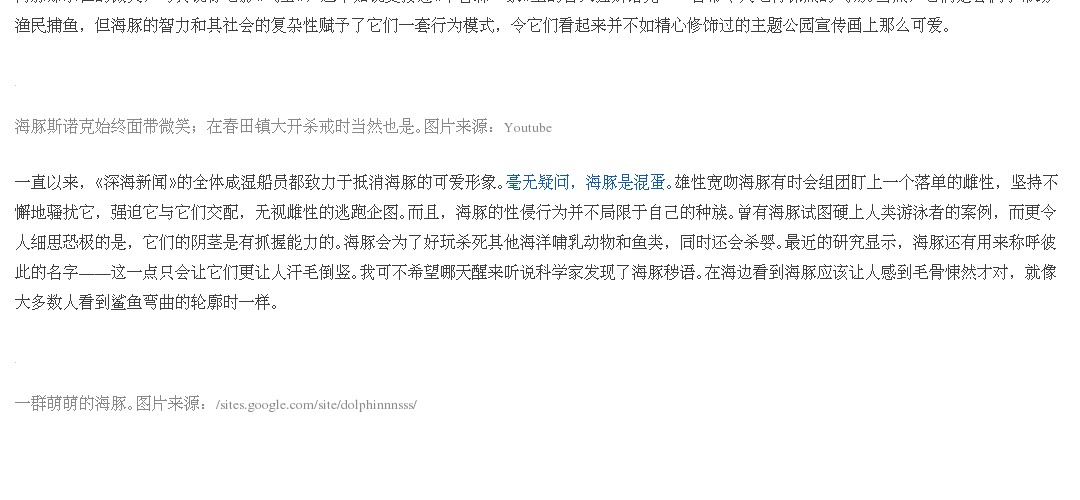 渔民捕鱼，但海豚的智力和其社会的复杂性赋予了它们一套行为模式，令它们看起来并不如精心修饰过的主题公园宣传画上那么可爱。
海豚斯诺克始终面带微笑；在春田镇大开杀戒时当然也是。图片来源：Youtube
一直以来，《深海新闻》的全体咸湿船员都致力于抵消海豚的可爱形象。毫无疑问，海豚是混蛋。雄性宽吻海豚有时会组团盯上一个落单的雌性，坚持不
懈地骚扰它，强迫它与它们交配，无视雌性的逃跑企图。而且，海豚的性侵行为并不局限于自己的种族。曾有海豚试图硬上人类游泳者的案例，而更令
人细思恐极的是，它们的阴茎是有抓握能力的。海豚会为了好玩杀死其他海洋哺乳动物和鱼类，同时还会杀婴。最近的研究显示，海豚还有用来称呼彼
此的名字——这一点只会让它们更让人汗毛倒竖。我可不希望哪天醒来听说科学家发现了海豚秽语。在海边看到海豚应该让人感到毛骨悚然才对，就像
大多数人看到鲨鱼弯曲的轮廓时一样。
一群萌萌的海豚。图片来源：/sites.google.com/site/dolphinnnsss/